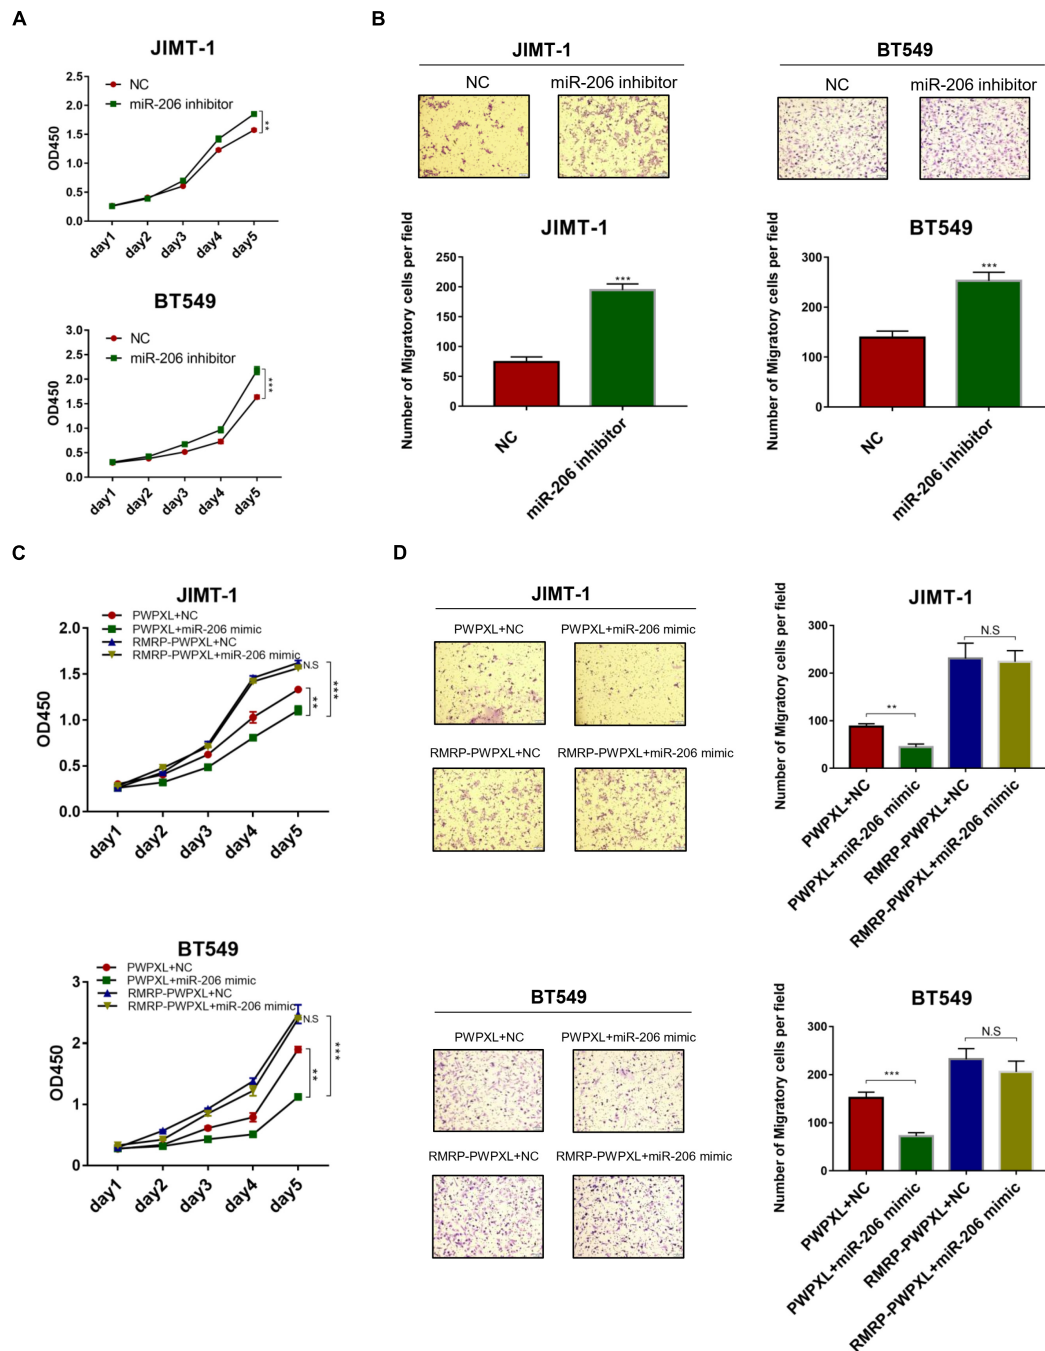 A
JIMT-1
NC
miR-206 inhibitor
OD450
2.5
2.0
1.5
1.0
0.5
0.0
**
day1
day2
day3
day4
day5
BT549
NC
miR-206 inhibitor
OD450
3.0
2.5
2.0
1.5
1.0
0.5
0.0
***
day1
day2
day3
day4
day5
B
JIMT-1
NC
miR-206 inhibitor
BT549
NC
miR-206 inhibitor
JIMT-1
Number of Migratory cells per field
250
200
150
100
50
0
***
NC
miR-206 inhibitor
BT549
Number of Migratory cells per field
300
200
100
0
***
NC
miR-206 inhibitor
C
JIMT-1
PWPXL+NC
PWPXL+miR-206 mimic
RMRP-PWPXL+NC
RMRP-PWPXL+miR-206 mimic
OD450
2.0
1.5
1.0
0.5
0.0
N.S
**
***
day1
day2
day3
day4
day5
BT549
PWPXL+NC
PWPXL+miR-206 mimic
RMRP-PWPXL+NC
RMRP-PWPXL+miR-206 mimic
OD450
3
2
1
0
N.S
**
***
day1
day2
day3
day4
day5
D
JIMT-1
PWPXL+NC
PWPXL+miR-206 mimic
RMRP-PWPXL+NC
RMRP-PWPXL+miR-206 mimic
JIMT-1
Number of Migratory cells per field
300
200
100
0
**
N.S
PWPXL+NC
PWPXL+miR-206 mimic
RMRP-PWPXL+NC
RMRP-PWPXL+miR-206 mimic
BT549
PWPXL+NC
PWPXL+miR-206 mimic
RMRP-PWPXL+NC
RMRP-PWPXL+miR-206 mimic
BT549
Number of Migratory cells per field
300
200
100
0
***
N.S
PWPXL+NC
PWPXL+miR-206 mimic
RMRP-PWPXL+NC
RMRP-PWPXL+miR-206 mimic